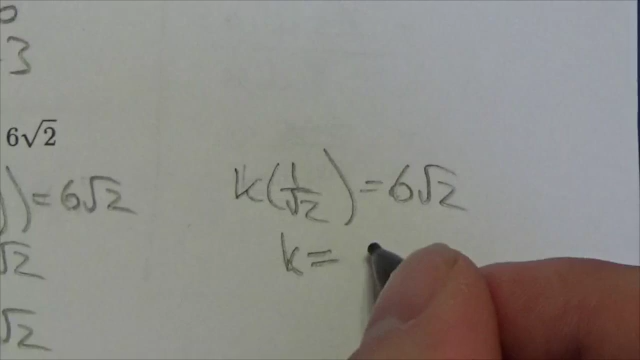 3
6√2
) = 6√2
k(1/√2) = 6√2
√2
k =
√2